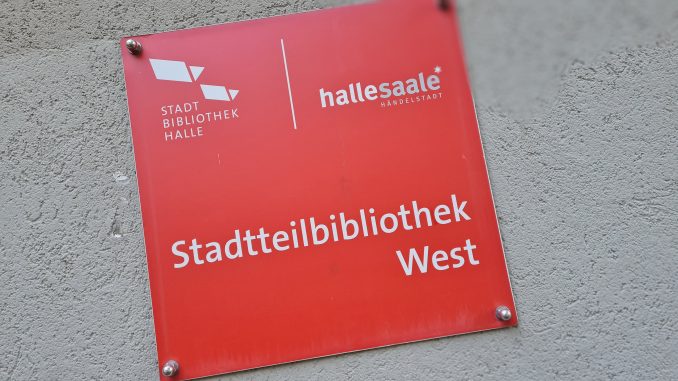 STADT
BIBLIOTHEK
HALLE
hallesaale*
HÄNDELSTADT
Stadtteilbibliothek
West